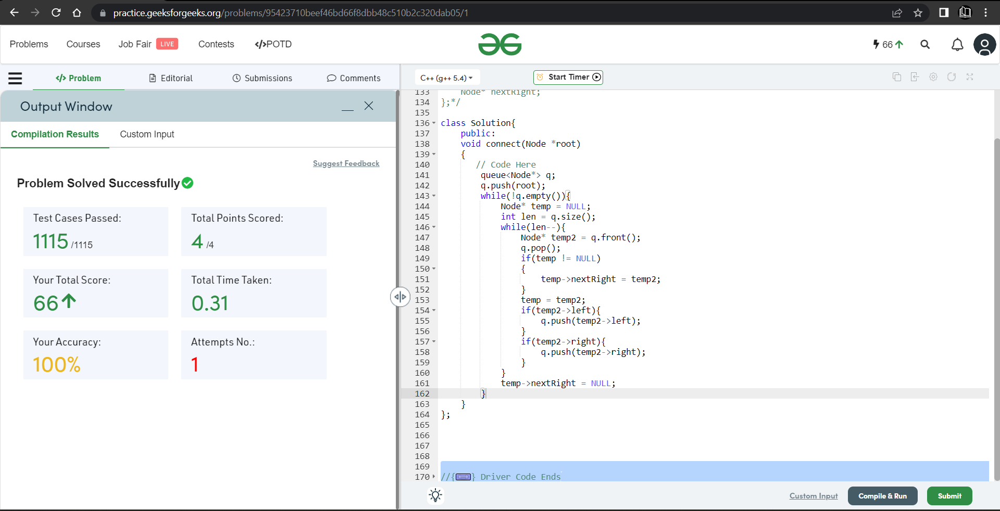 practice.geeksforgeeks.org/problems/95423710beef46bd66f8dbb48c510b2c320dab05/1
Problems Courses Job Fair LIVE Contests </>POTD
66
</> Problem Editorial Submissions Comments
C++ (g++ 5.4) Start Timer
Output Window
Compilation Results Custom Input
Suggest Feedback
Problem Solved Successfully
Test Cases Passed:
1115 /1115
Total Points Scored:
4 /4
Your Total Score:
66
Total Time Taken:
0.31
Your Accuracy:
100%
Attempts No.:
1
133 Node* nextRight;
134 };*/
135
136 class Solution{
137 public:
138 void connect(Node *root)
139 {
140 // Code Here
141 queue<Node*> q;
142 q.push(root);
143 while(!q.empty()){
144 Node* temp = NULL;
145 int len = q.size();
146 while(len--){
147 Node* temp2 = q.front();
148 q.pop();
149 if(temp != NULL)
150 {
151 temp->nextRight = temp2;
152 }
153 temp = temp2;
154 if(temp2->left){
155 q.push(temp2->left);
156 }
157 if(temp2->right){
158 q.push(temp2->right);
159 }
160 }
161 temp->nextRight = NULL;
162 }
163 }
164 };
165
166
167
168
169
170 //{} Driver Code Ends
Custom Input Compile & Run Submit